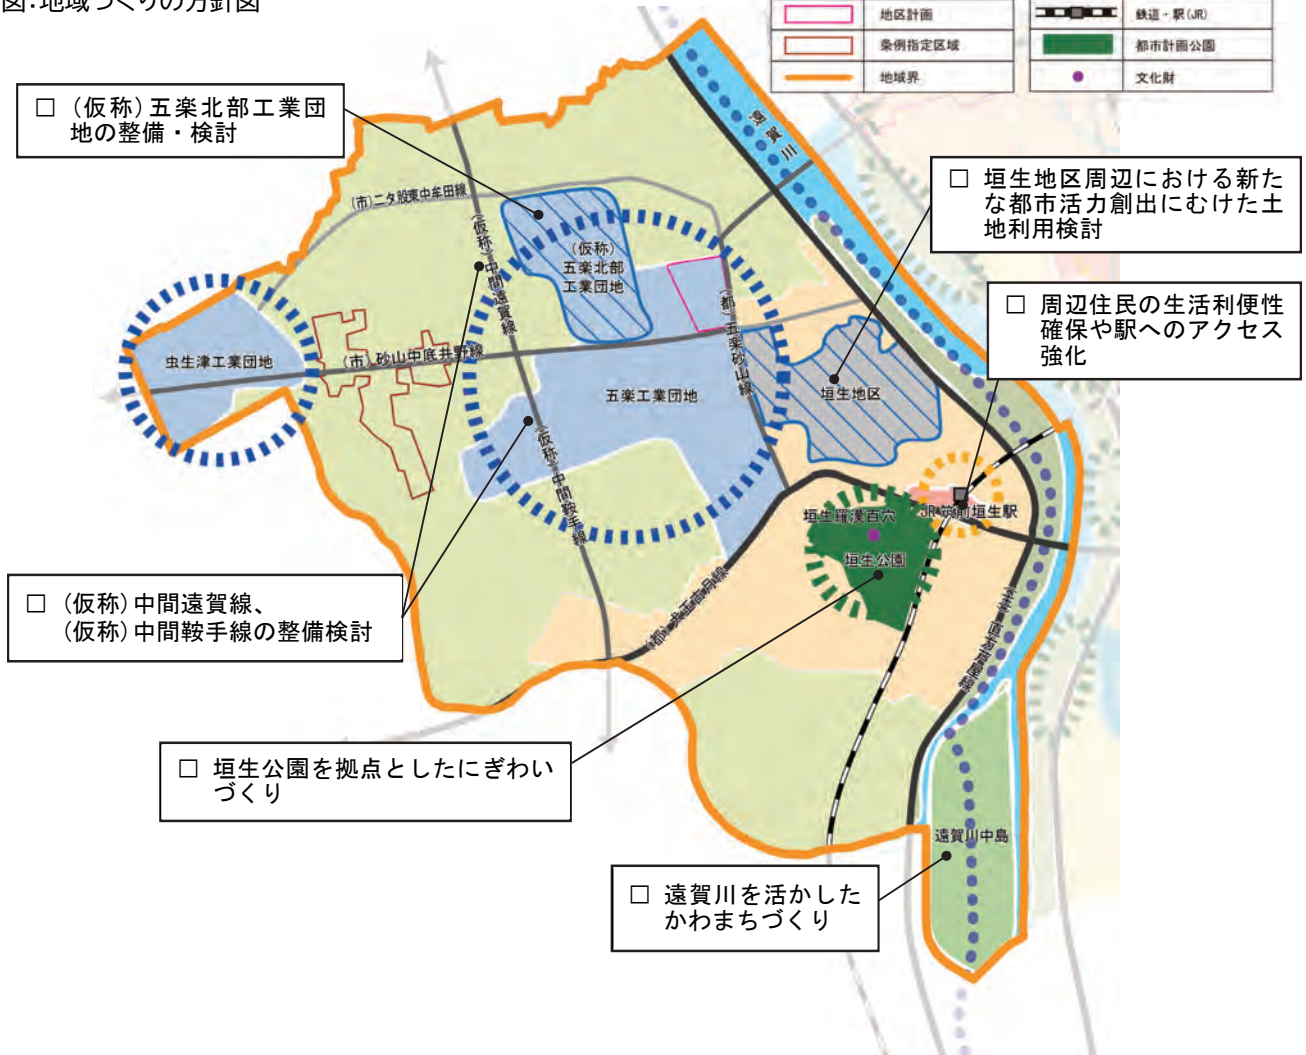 図：地域づくりの方針図
地区計画
鉄道・駅(JR)
条例指定区域
都市計画公園
地域界
文化財
□ (仮称)五楽北部工業団
地の整備・検討
遠賀川
□ 垣生地区周辺における新た
な都市活力創出にむけた土
地利用検討
(市)二タ股東中牟田線
(仮称)中間遠賀線
(仮称)
五楽北部
工業団地
(都)五楽砂山線
□ 周辺住民の生活利便性
確保や駅へのアクセス
強化
虫生津工業団地
(市)砂山中底井野線
五楽工業団地
垣生地区
(仮称)中間鞍手線
垣生羅漢百穴
JR筑前垣生駅
垣生公園
□ (仮称)中間遠賀線、
(仮称)中間鞍手線の整備検討
直方芦屋線
□ 垣生公園を拠点としたにぎわい
づくり
遠賀川中島
□ 遠賀川を活かした
かわまちづくり